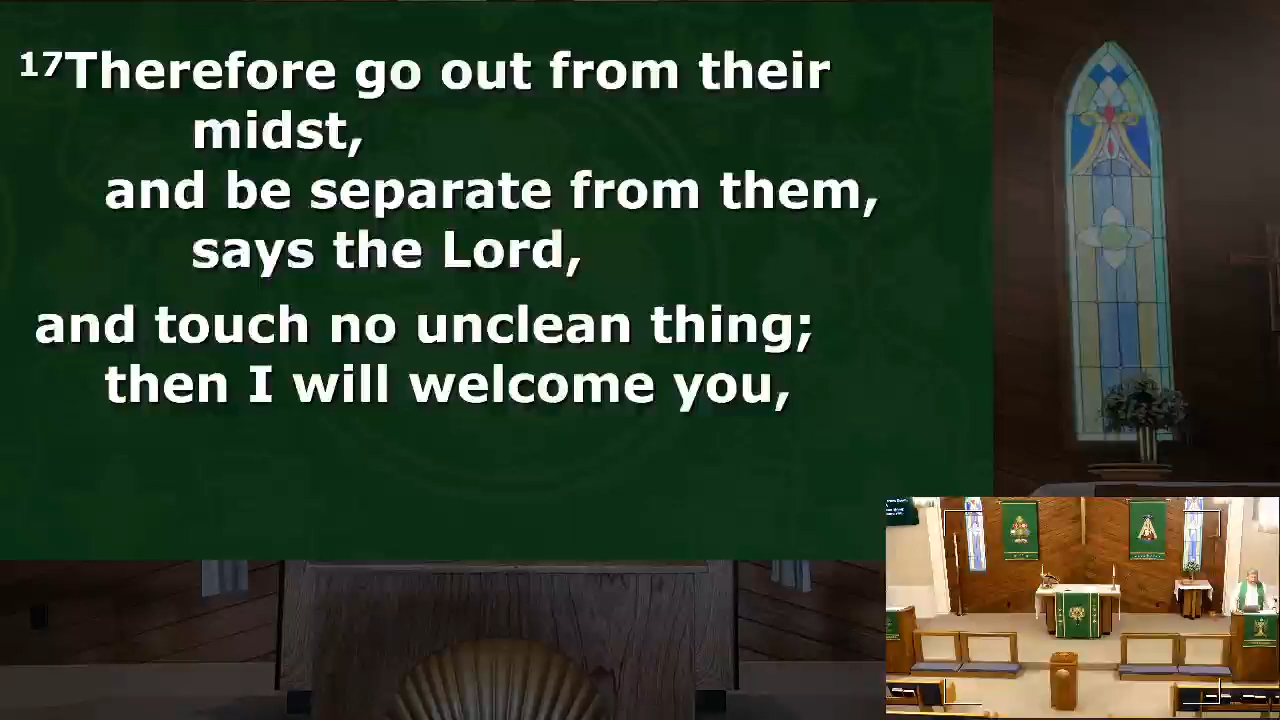 17Therefore go out from their
midst,
and be separate from them,
says the Lord,
and touch no unclean thing;
then I will welcome you,